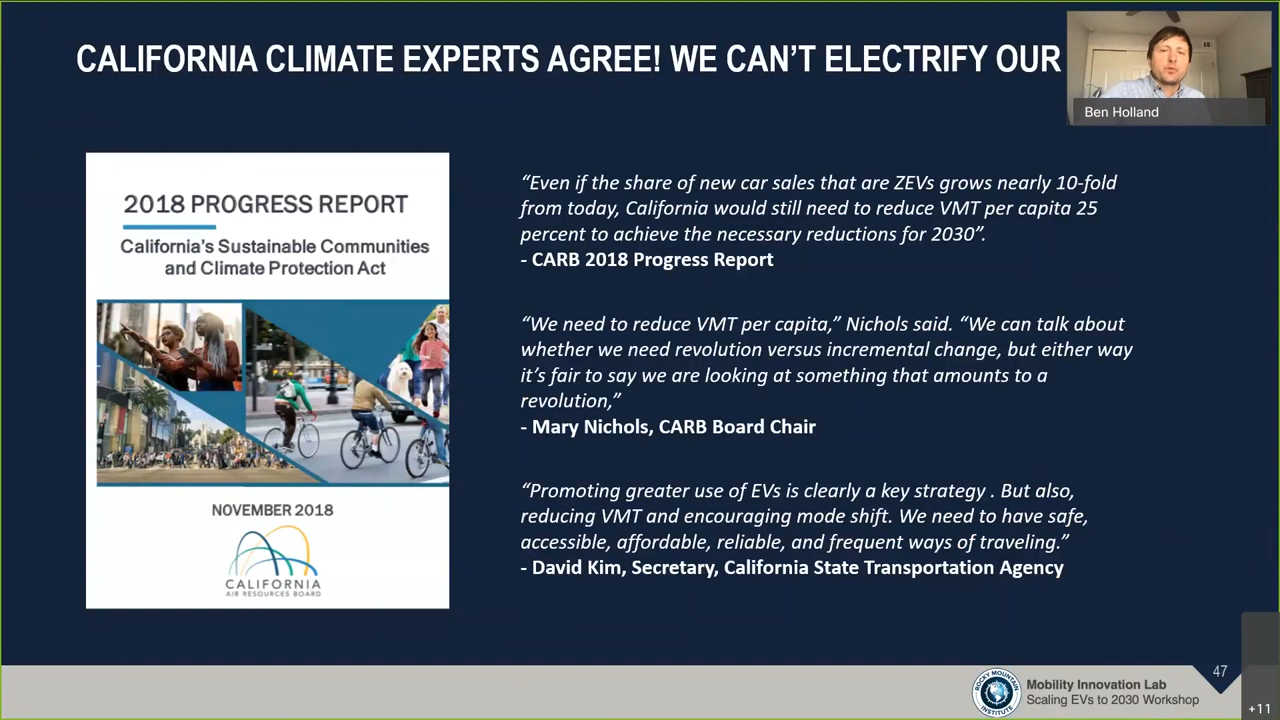 CALIFORNIA CLIMATE EXPERTS AGREE! WE CAN’T ELECTRIFY OUR
Ben Holland
2018 PROGRESS REPORT
California’s Sustainable Communities
and Climate Protection Act
NOVEMBER 2018
CALIFORNIA
AIR RESOURCES BOARD
“Even if the share of new car sales that are ZEVs grows nearly 10-fold
from today, California would still need to reduce VMT per capita 25
percent to achieve the necessary reductions for 2030”.
- CARB 2018 Progress Report
“We need to reduce VMT per capita,” Nichols said. “We can talk about
whether we need revolution versus incremental change, but either way
it’s fair to say we are looking at something that amounts to a
revolution,”
- Mary Nichols, CARB Board Chair
“Promoting greater use of EVs is clearly a key strategy . But also,
reducing VMT and encouraging mode shift. We need to have safe,
accessible, affordable, reliable, and frequent ways of traveling.”
- David Kim, Secretary, California State Transportation Agency
47
ROCKY MOUNTAIN
INSTITUTE
Mobility Innovation Lab
Scaling EVs to 2030 Workshop
+11